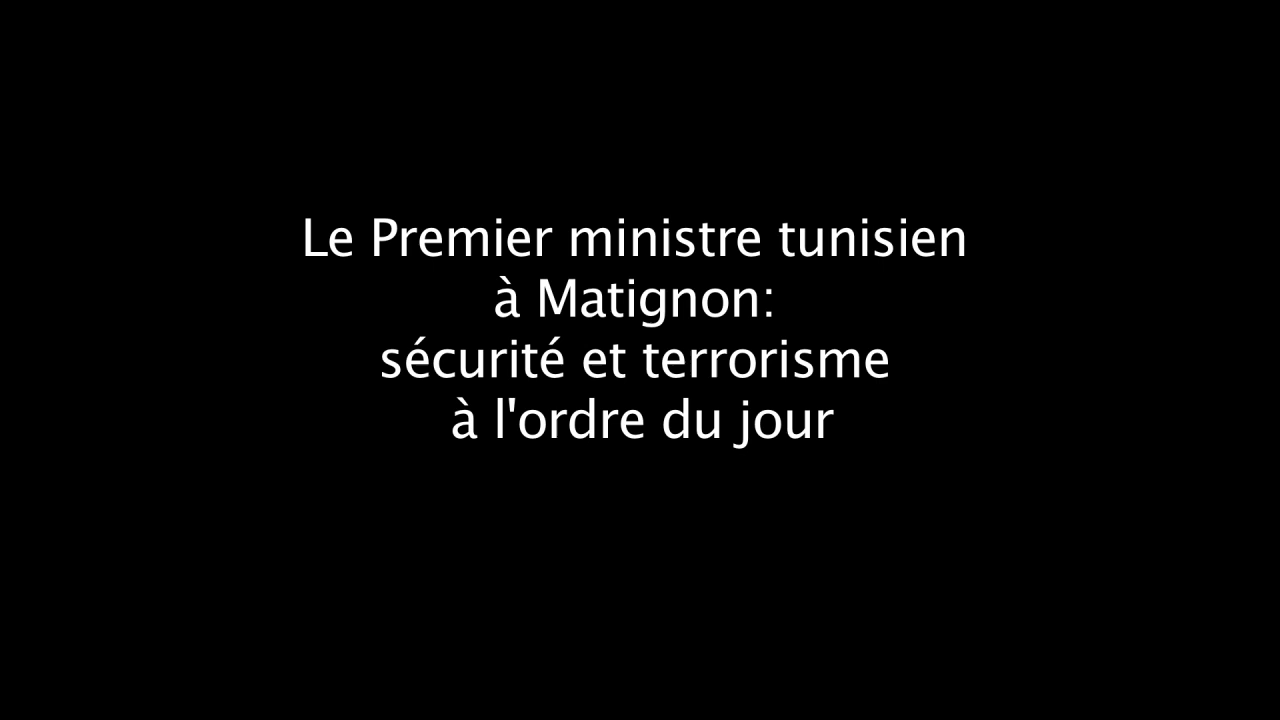 Le Premier ministre tunisien
à Matignon:
sécurité et terrorisme
à l'ordre du jour